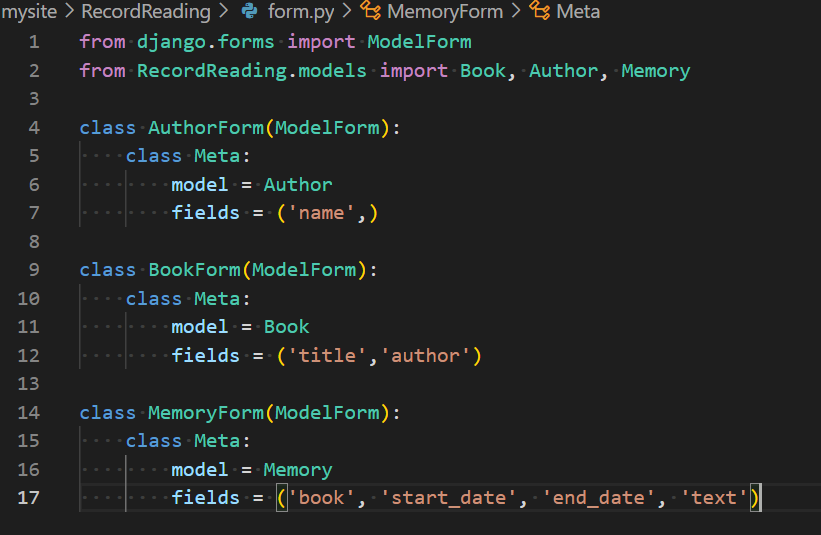 mysite > RecordReading > form.py > MemoryForm > Meta
1 from django.forms import ModelForm
2 from RecordReading.models import Book, Author, Memory
3
4 class AuthorForm(ModelForm):
5     class Meta:
6         model = Author
7         fields = ('name',)
8
9 class BookForm(ModelForm):
10     class Meta:
11         model = Book
12         fields = ('title','author')
13
14 class MemoryForm(ModelForm):
15     class Meta:
16         model = Memory
17         fields = ('book', 'start_date', 'end_date', 'text')